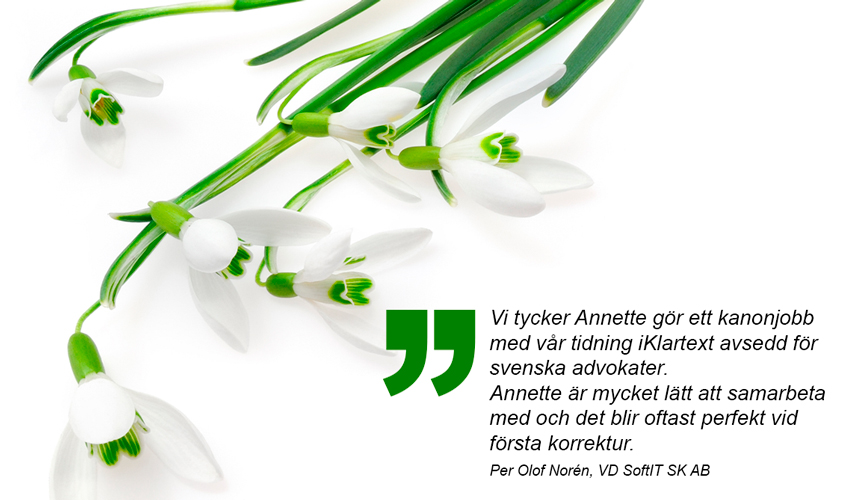 Vi tycker Annette gör ett kanonjobb
med vår tidning iKlartext avsedd för
svenska advokater.
Annette är mycket lätt att samarbeta
med och det blir oftast perfekt vid
första korrektur.
Per Olof Norén, VD SoftIT SK AB